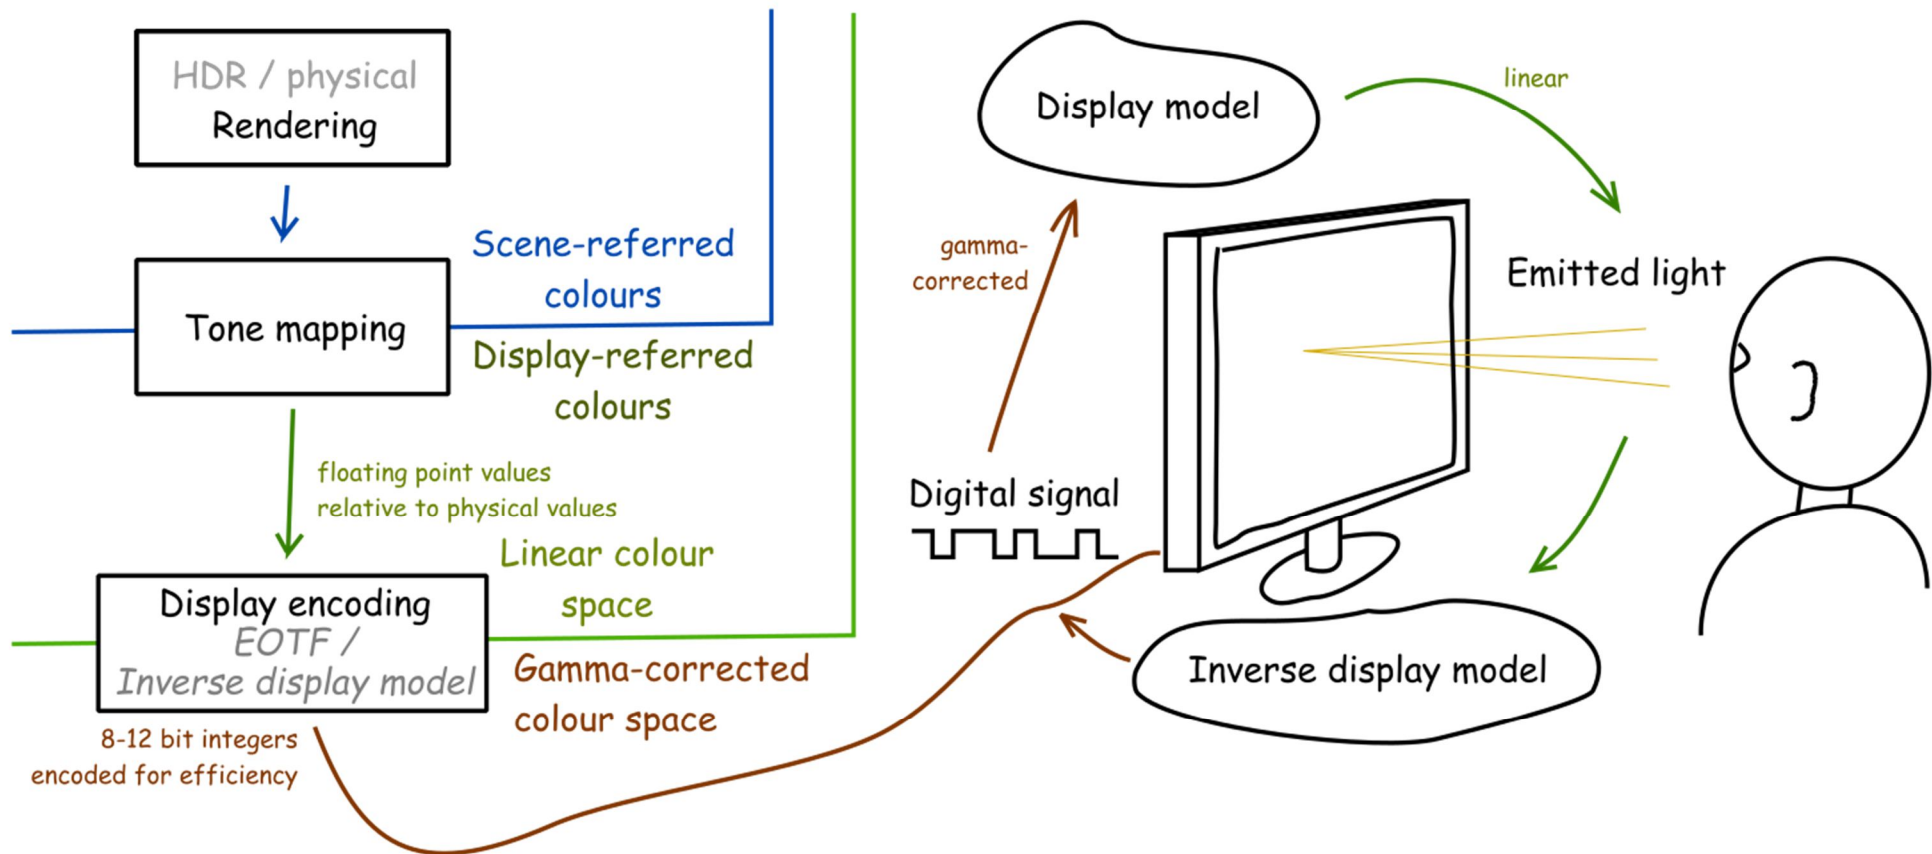 HDR / physical
Rendering
Scene-referred
colours
Tone mapping
Display-referred
colours
floating point values
relative to physical values
Linear colour
space
Display encoding
EOTF /
Inverse display model
Gamma-corrected
colour space
8-12 bit integers
encoded for efficiency
Display model
linear
gamma-
corrected
Emitted light
Digital signal
Inverse display model